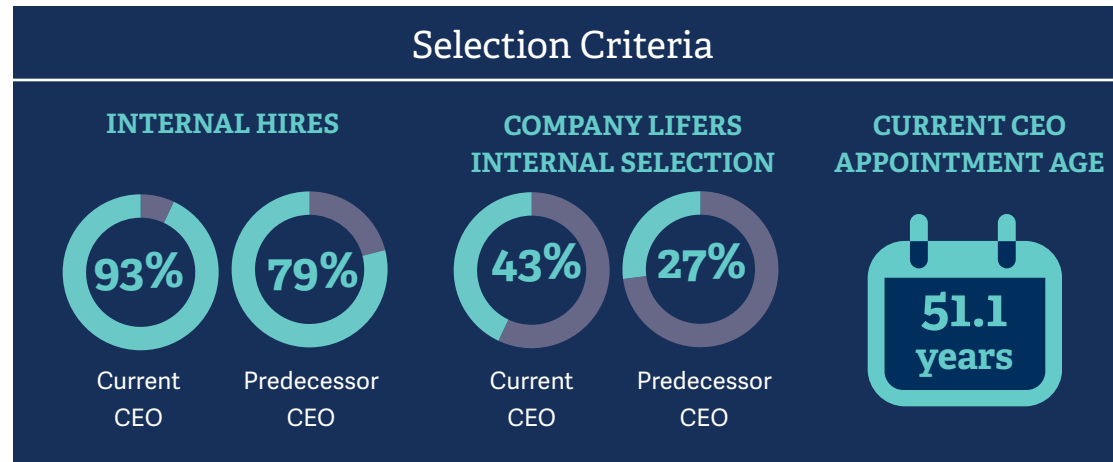 Selection Criteria
INTERNAL HIRES
93%
Current
CEO
79%
Predecessor
CEO
COMPANY LIFERS
INTERNAL SELECTION
43%
Current
CEO
27%
Predecessor
CEO
CURRENT CEO
APPOINTMENT AGE
51.1
years